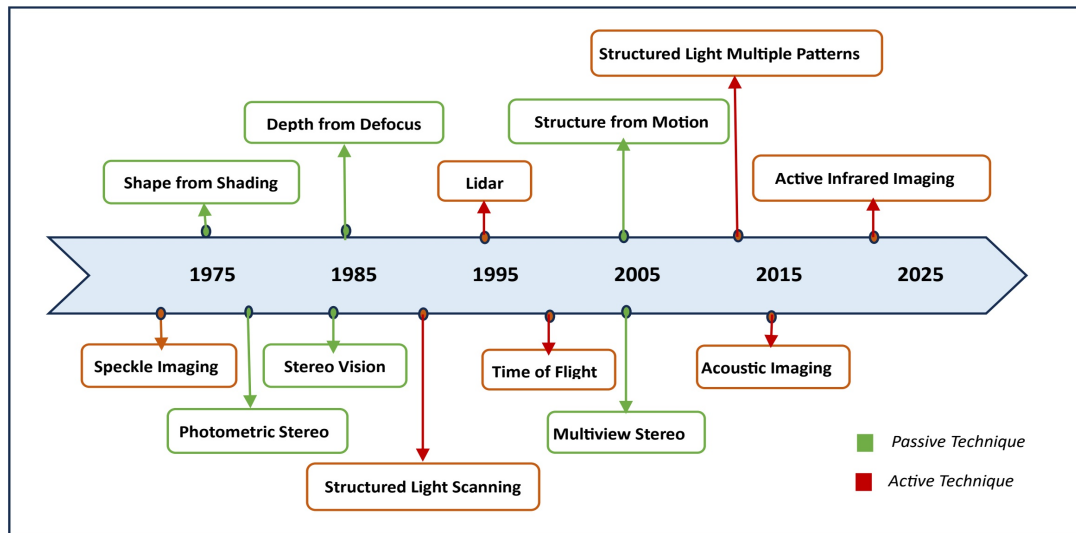 Structured Light Multiple Patterns
Depth from Defocus
Structure from Motion
Shape from Shading
Lidar
Active Infrared Imaging
1975 1985 1995 2005 2015 2025
Speckle Imaging
Stereo Vision
Time of Flight
Acoustic Imaging
Photometric Stereo
Multiview Stereo
Structured Light Scanning
Passive Technique
Active Technique